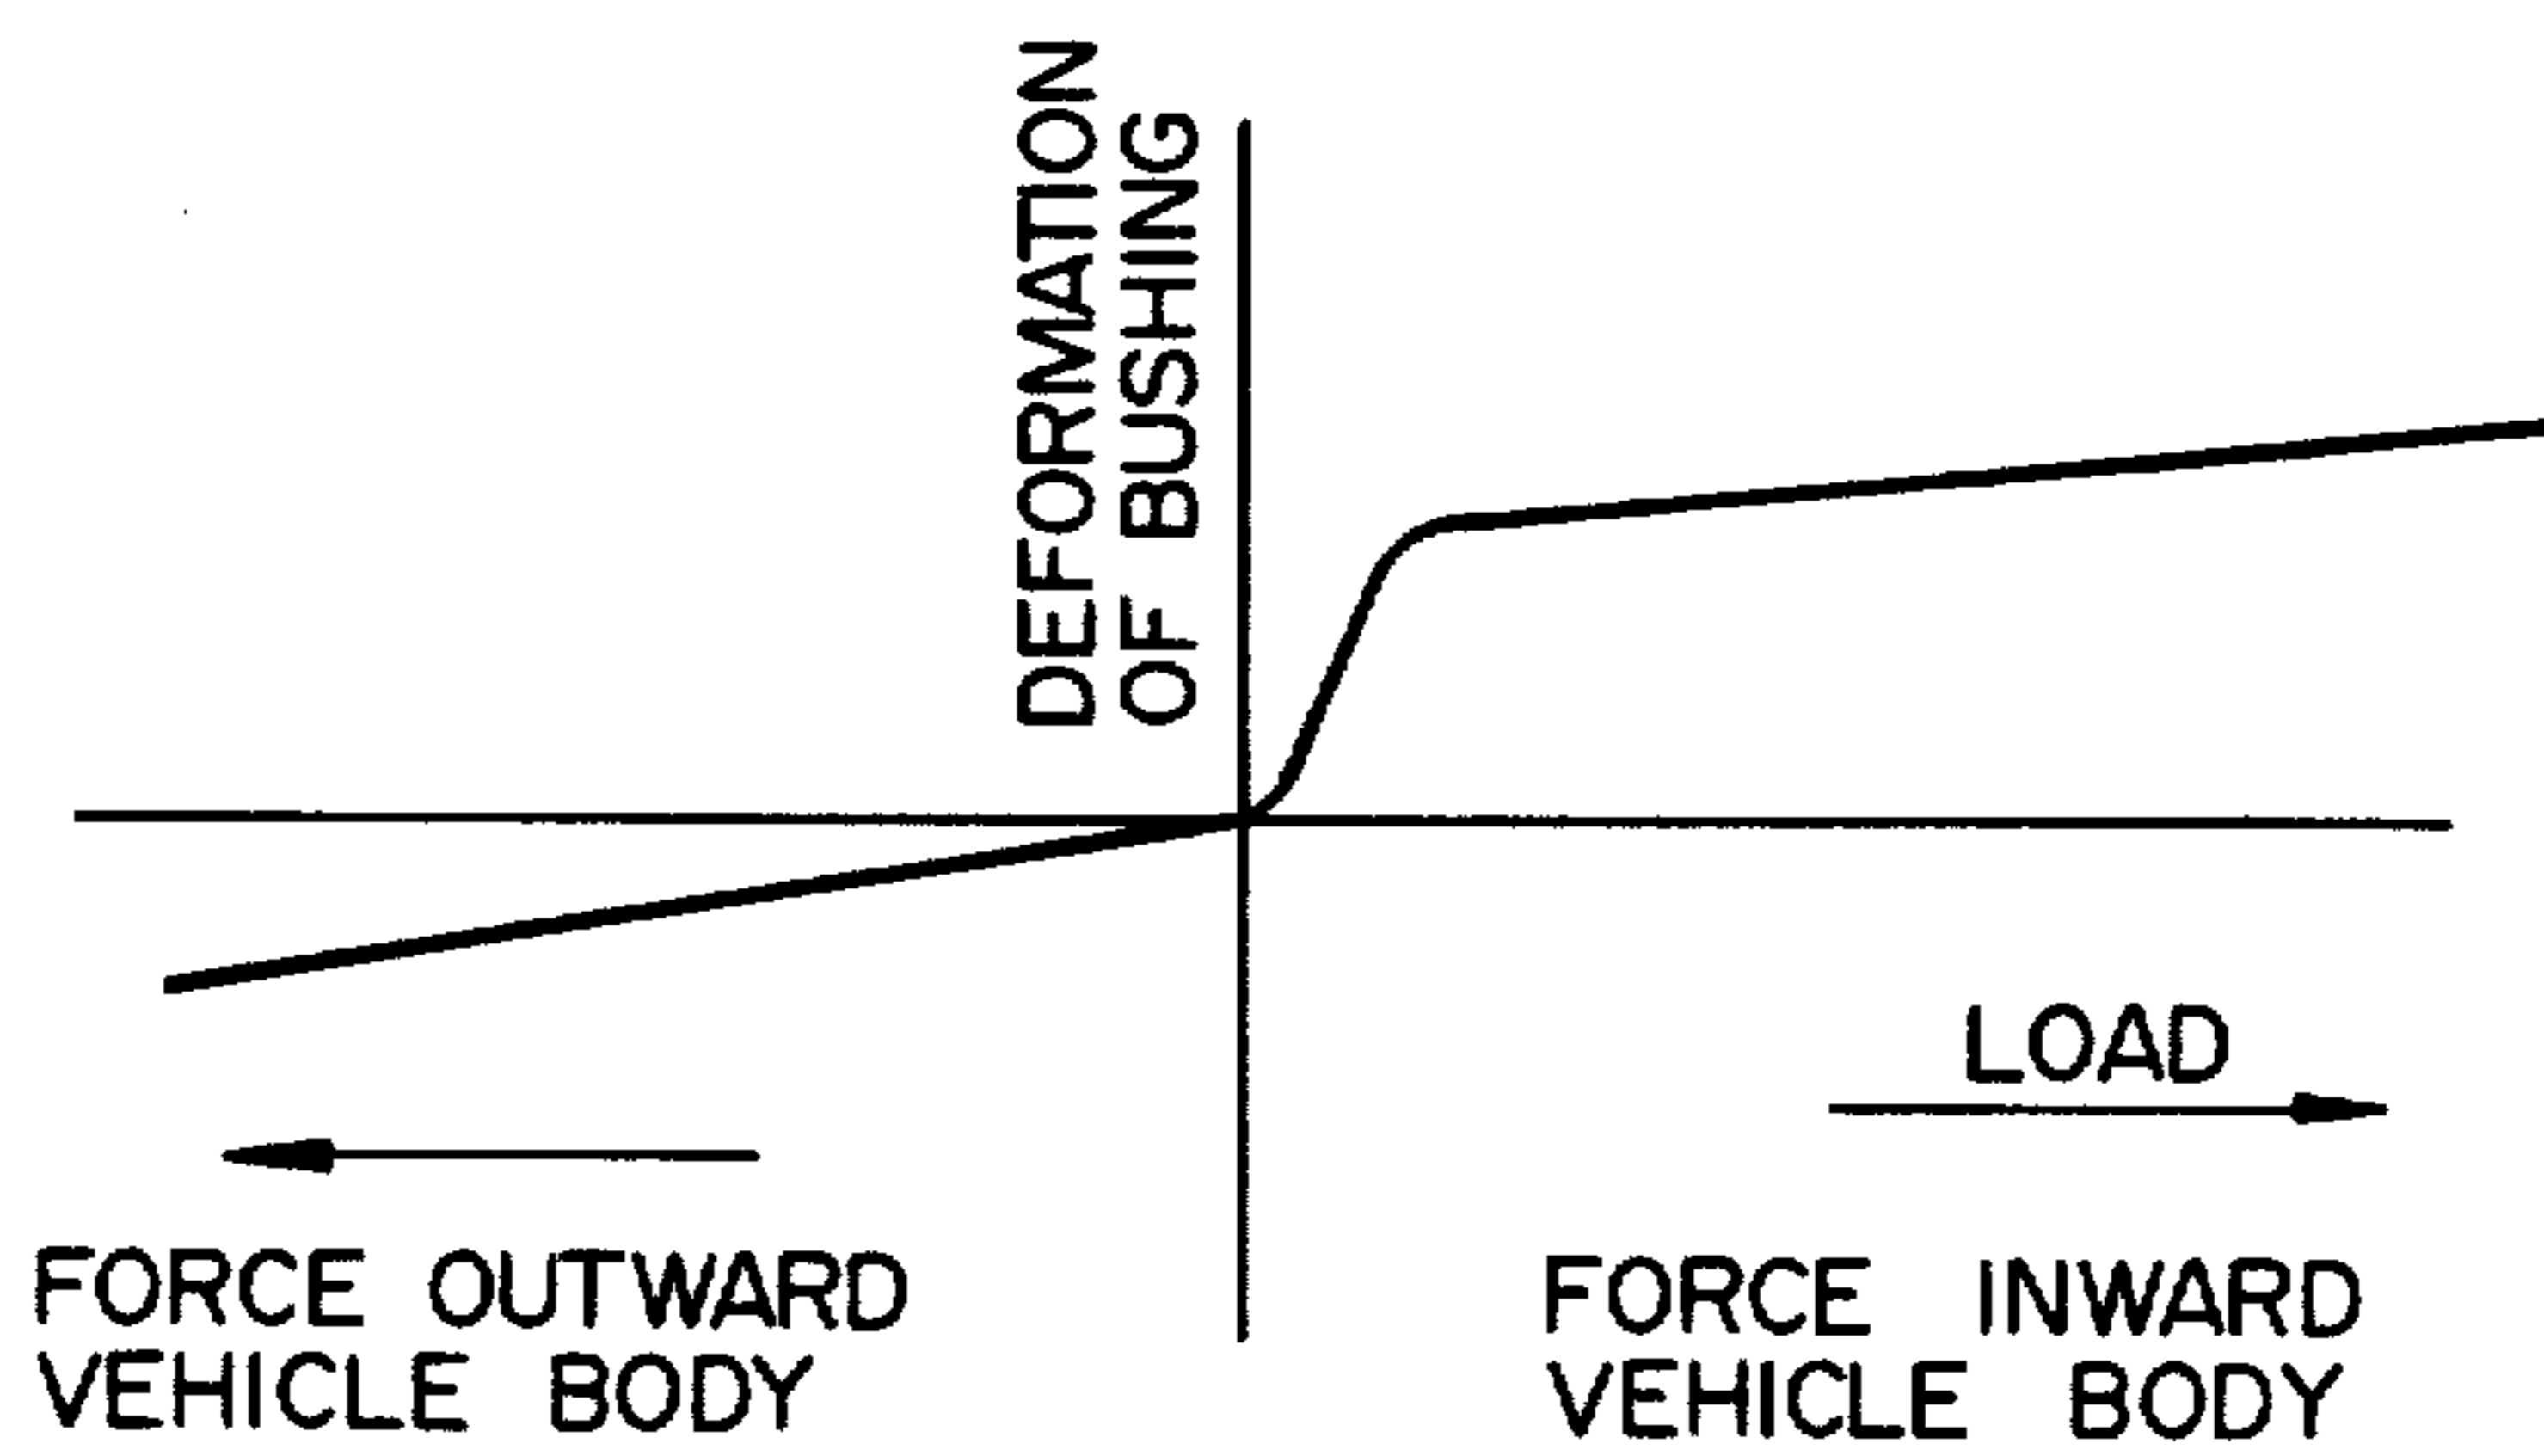 DEFORMATION
OF BUSHING
LOAD
FORCE OUTWARD
VEHICLE BODY
FORCE INWARD
VEHICLE BODY